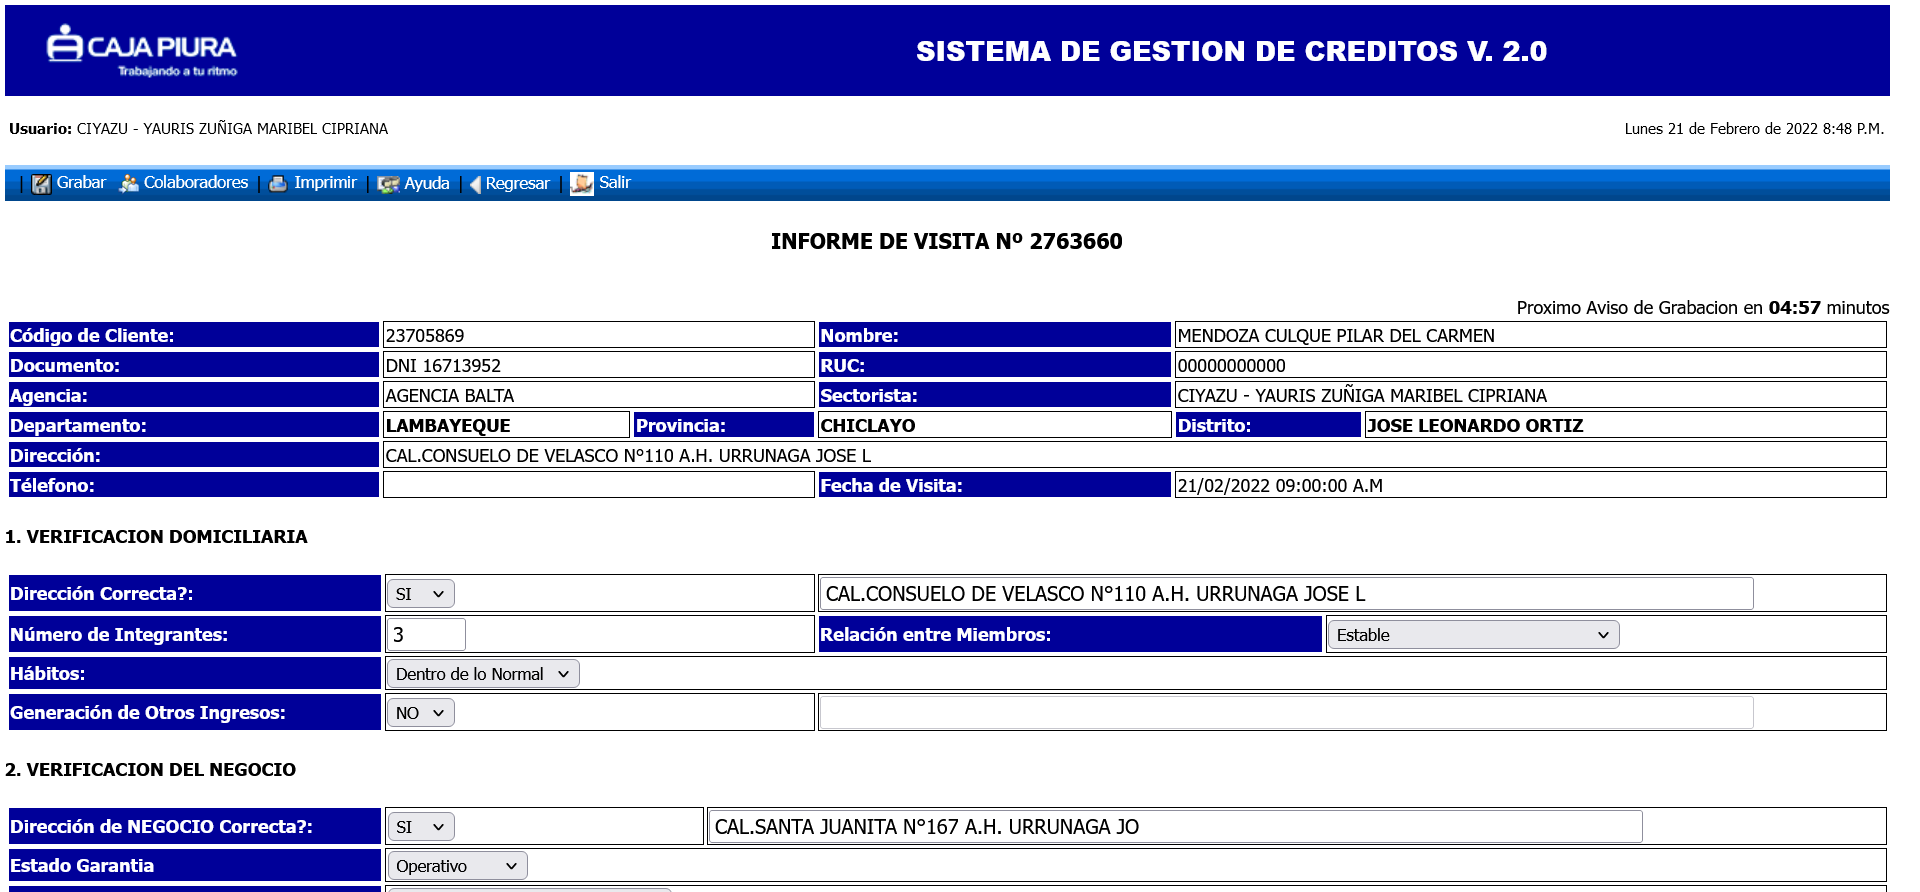 CAJA PIURA
Trabajando a tu ritmo
SISTEMA DE GESTION DE CREDITOS V. 2.0
Usuario: CIYAZU - YAURIS ZUÑIGA MARIBEL CIPRIANA
Lunes 21 de Febrero de 2022 8:48 P.M.
| Grabar Colaboradores | Imprimir | Ayuda | Regresar | Salir
INFORME DE VISITA Nº 2763660
Proximo Aviso de Grabacion en 04:57 minutos
Código de Cliente: 23705869 Nombre: MENDOZA CULQUE PILAR DEL CARMEN
Documento: DNI 16713952 RUC: 00000000000
Agencia: AGENCIA BALTA Sectorista: CIYAZU - YAURIS ZUÑIGA MARIBEL CIPRIANA
Departamento: LAMBAYEQUE Provincia: CHICLAYO Distrito: JOSE LEONARDO ORTIZ
Dirección: CAL.CONSUELO DE VELASCO N°110 A.H. URRUNAGA JOSE L
Télefono: Fecha de Visita: 21/02/2022 09:00:00 A.M
1. VERIFICACION DOMICILIARIA
Dirección Correcta?: SI CAL.CONSUELO DE VELASCO N°110 A.H. URRUNAGA JOSE L
Número de Integrantes: 3 Relación entre Miembros: Estable
Hábitos: Dentro de lo Normal
Generación de Otros Ingresos: NO
2. VERIFICACION DEL NEGOCIO
Dirección de NEGOCIO Correcta?: SI CAL.SANTA JUANITA N°167 A.H. URRUNAGA JO
Estado Garantia Operativo